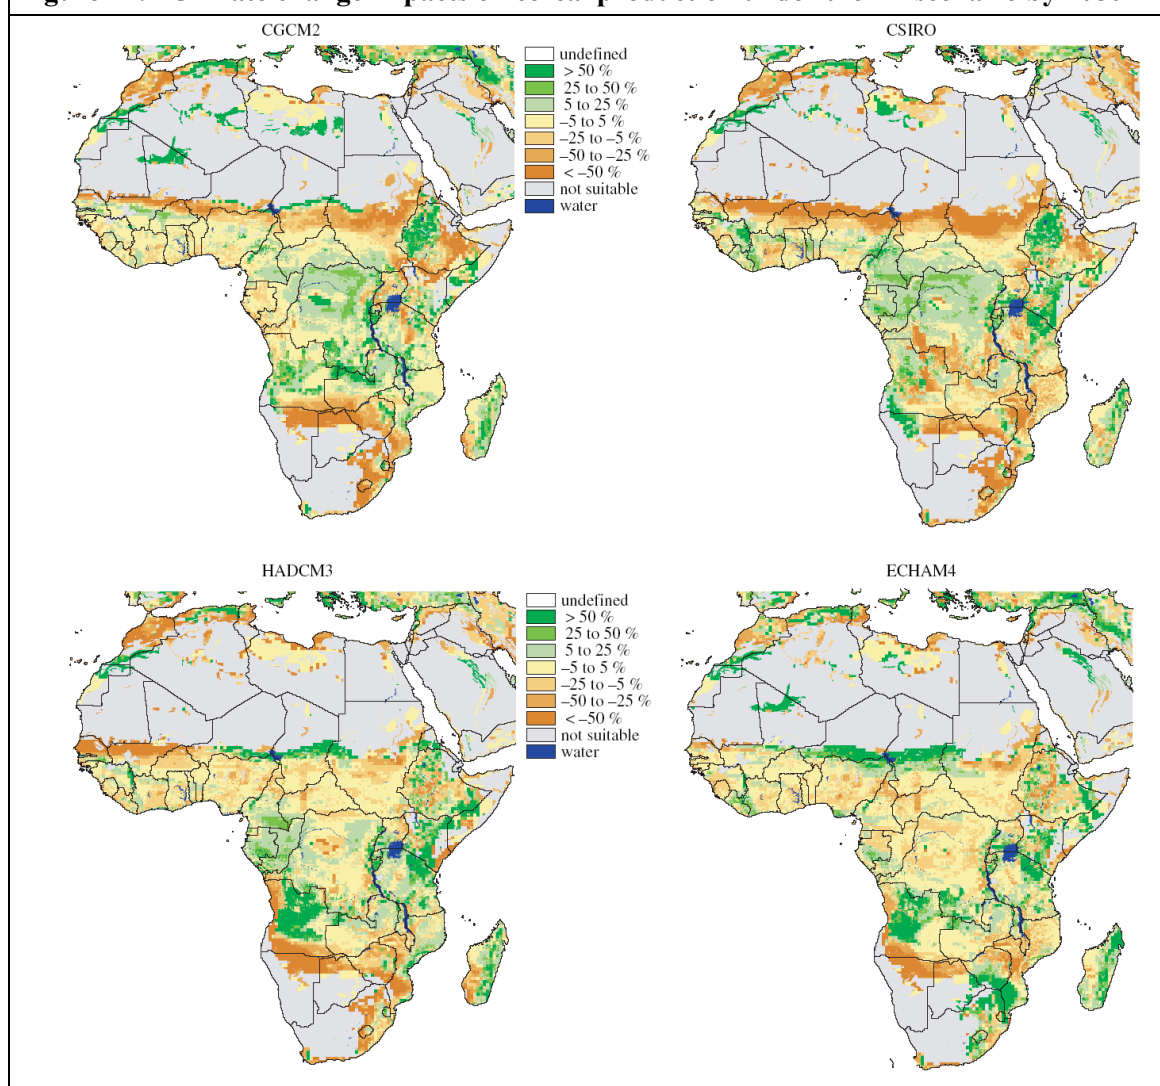 CGCM2
undefined
> 50 %
25 to 50 %
5 to 25 %
–5 to 5 %
–25 to –5 %
–50 to –25 %
< –50 %
not suitable
water
CSIRO
HADCM3
undefined
> 50 %
25 to 50 %
5 to 25 %
–5 to 5 %
–25 to –5 %
–50 to –25 %
< –50 %
not suitable
water
ECHAM4